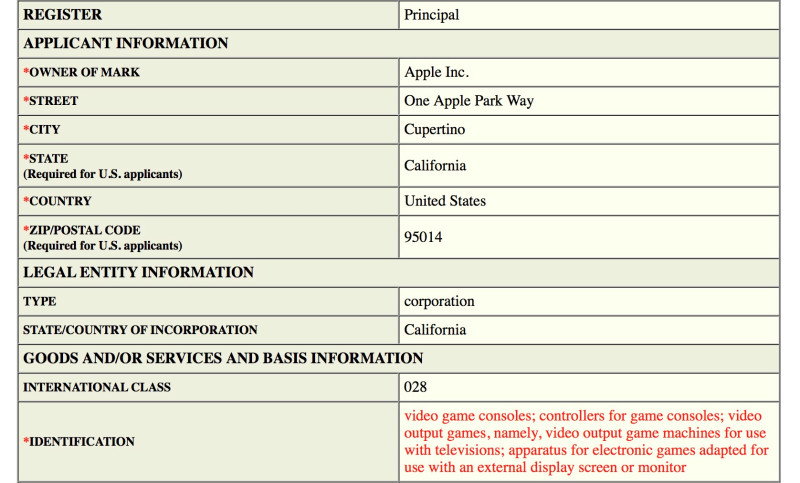 REGISTER
Principal
APPLICANT INFORMATION
*OWNER OF MARK
Apple Inc.
*STREET
One Apple Park Way
*CITY
Cupertino
*STATE
(Required for U.S. applicants)
California
*COUNTRY
United States
*ZIP/POSTAL CODE
(Required for U.S. applicants)
95014
LEGAL ENTITY INFORMATION
TYPE
corporation
STATE/COUNTRY OF INCORPORATION
California
GOODS AND/OR SERVICES AND BASIS INFORMATION
INTERNATIONAL CLASS
028
*IDENTIFICATION
video game consoles; controllers for game consoles; video
output games, namely, video output game machines for use
with televisions; apparatus for electronic games adapted for
use with an external display screen or monitor